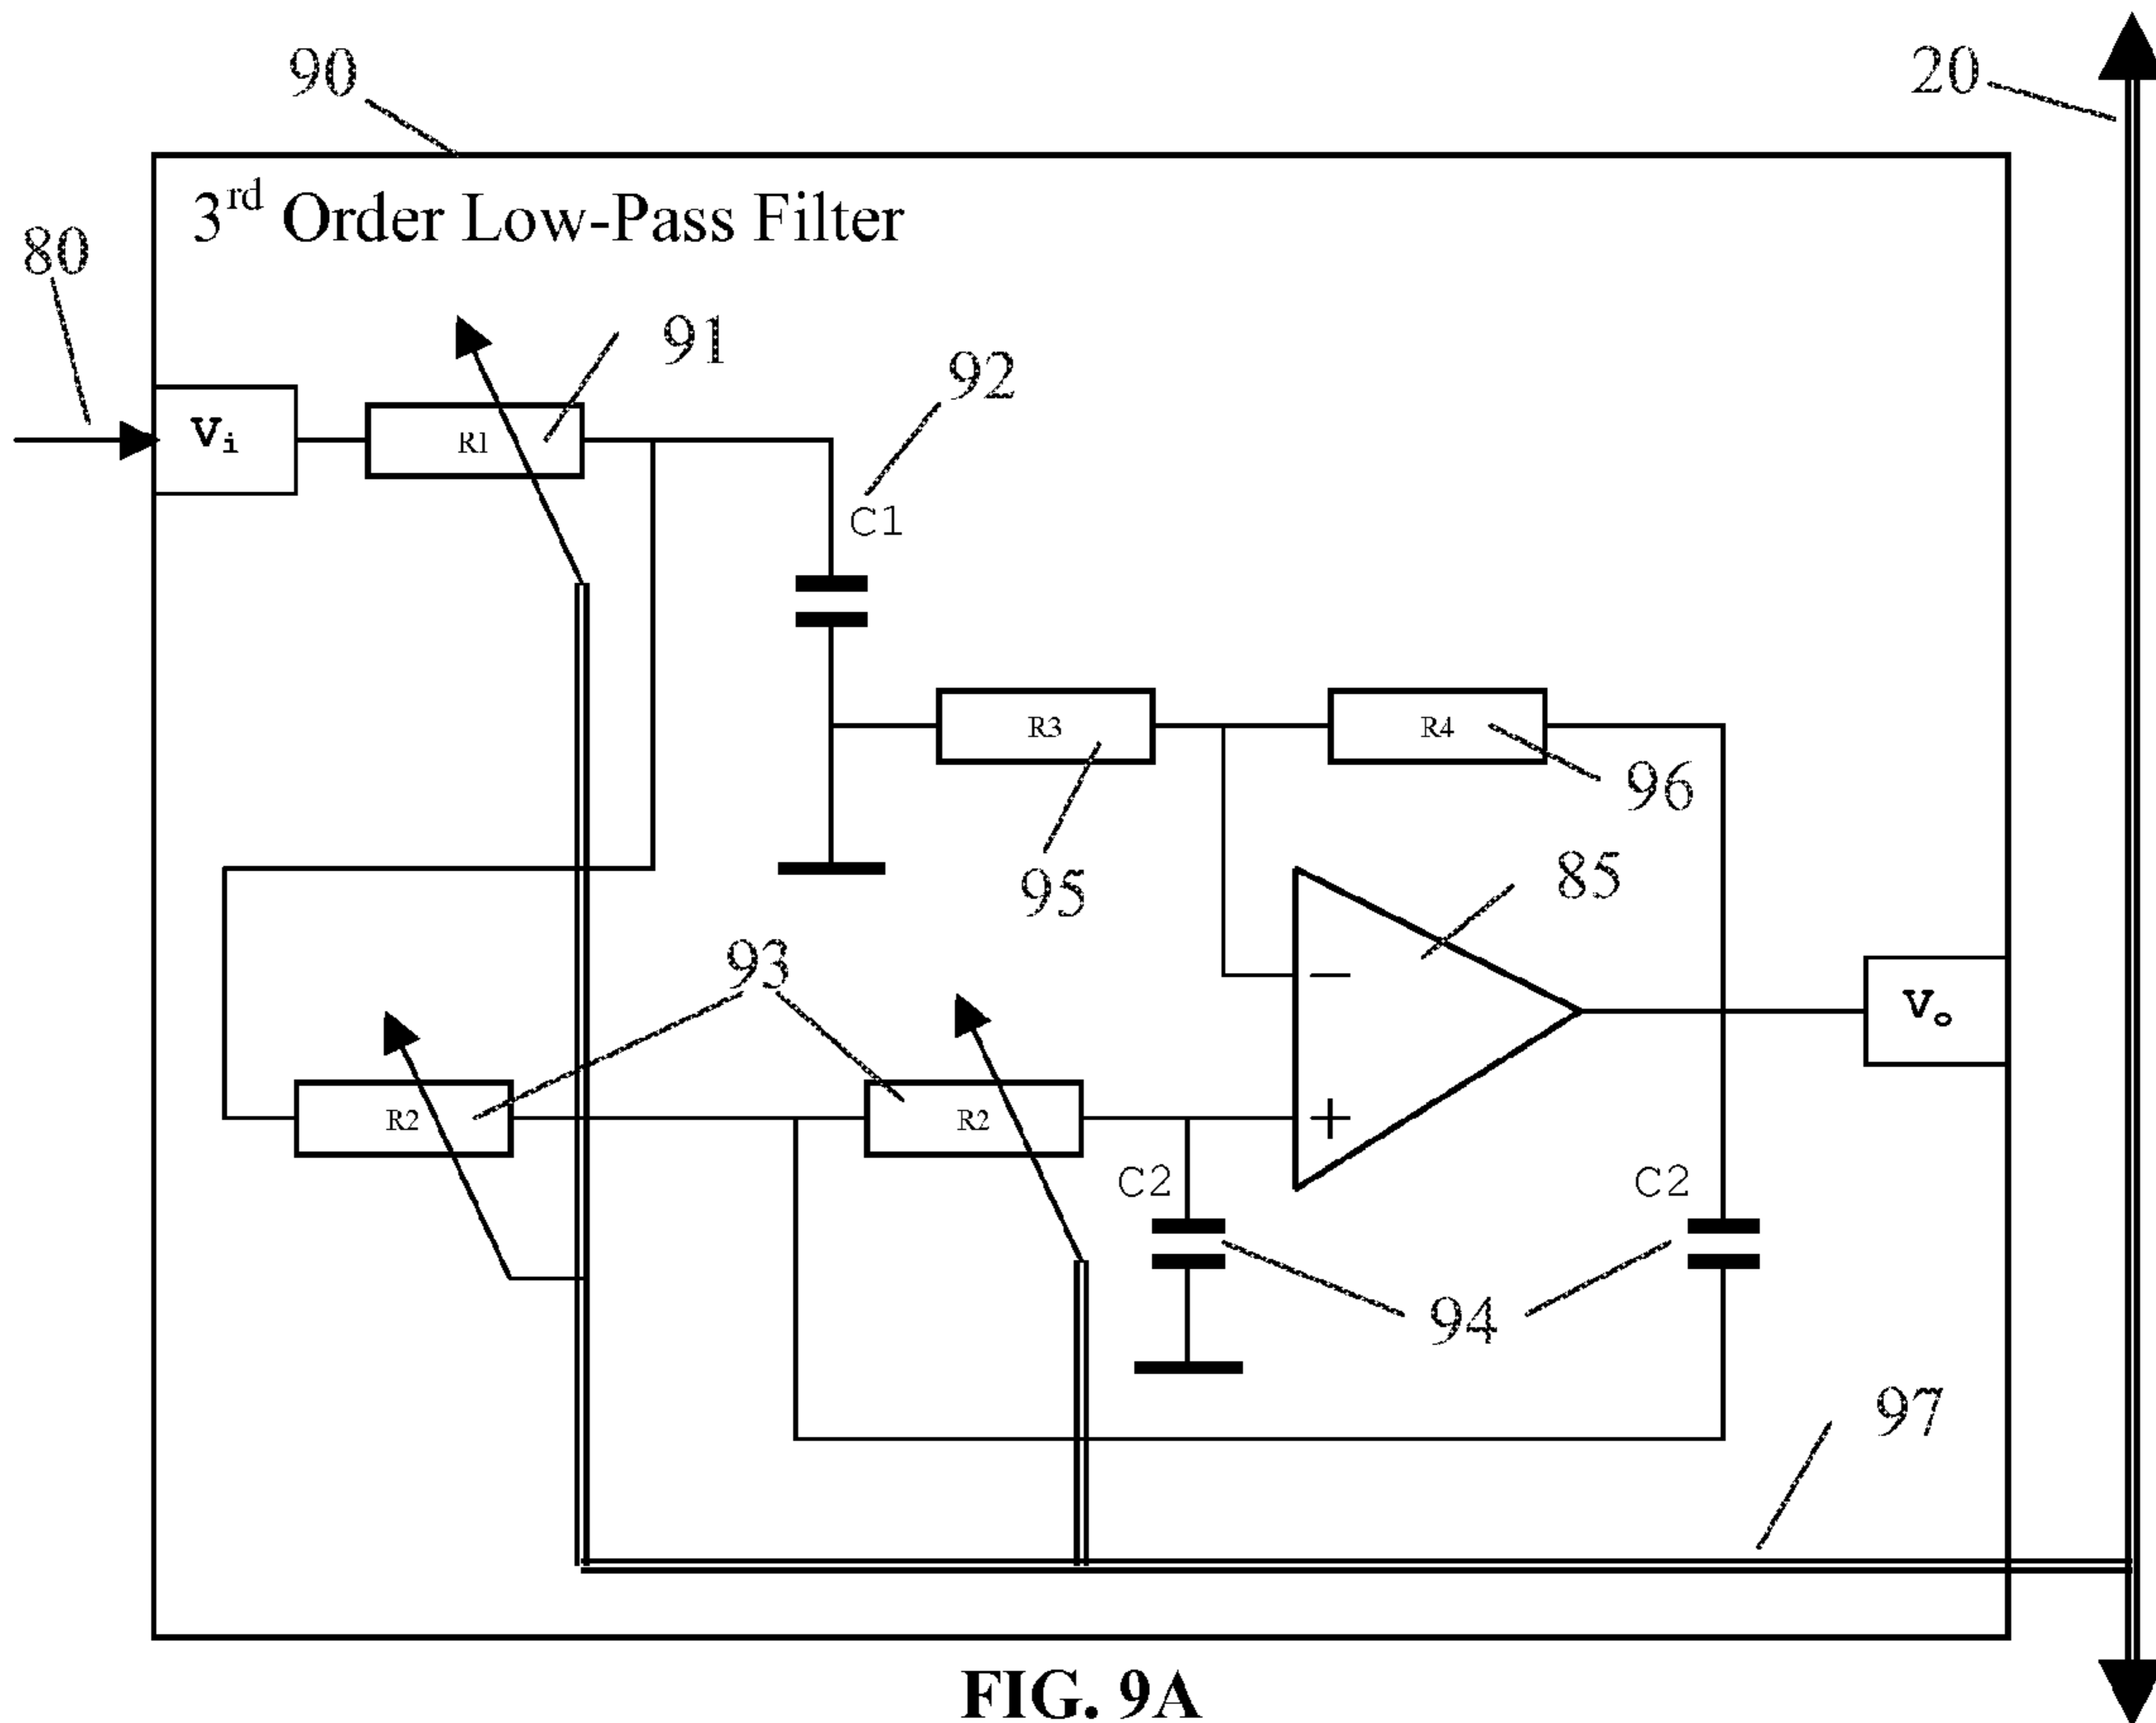 90
20
3rd Order Low-Pass Filter
80
91
92
Vi
R1
C1
R3
R4
96
95
85
93
−
Vo
R2
R2
+
C2
C2
94
97
FIG. 9A